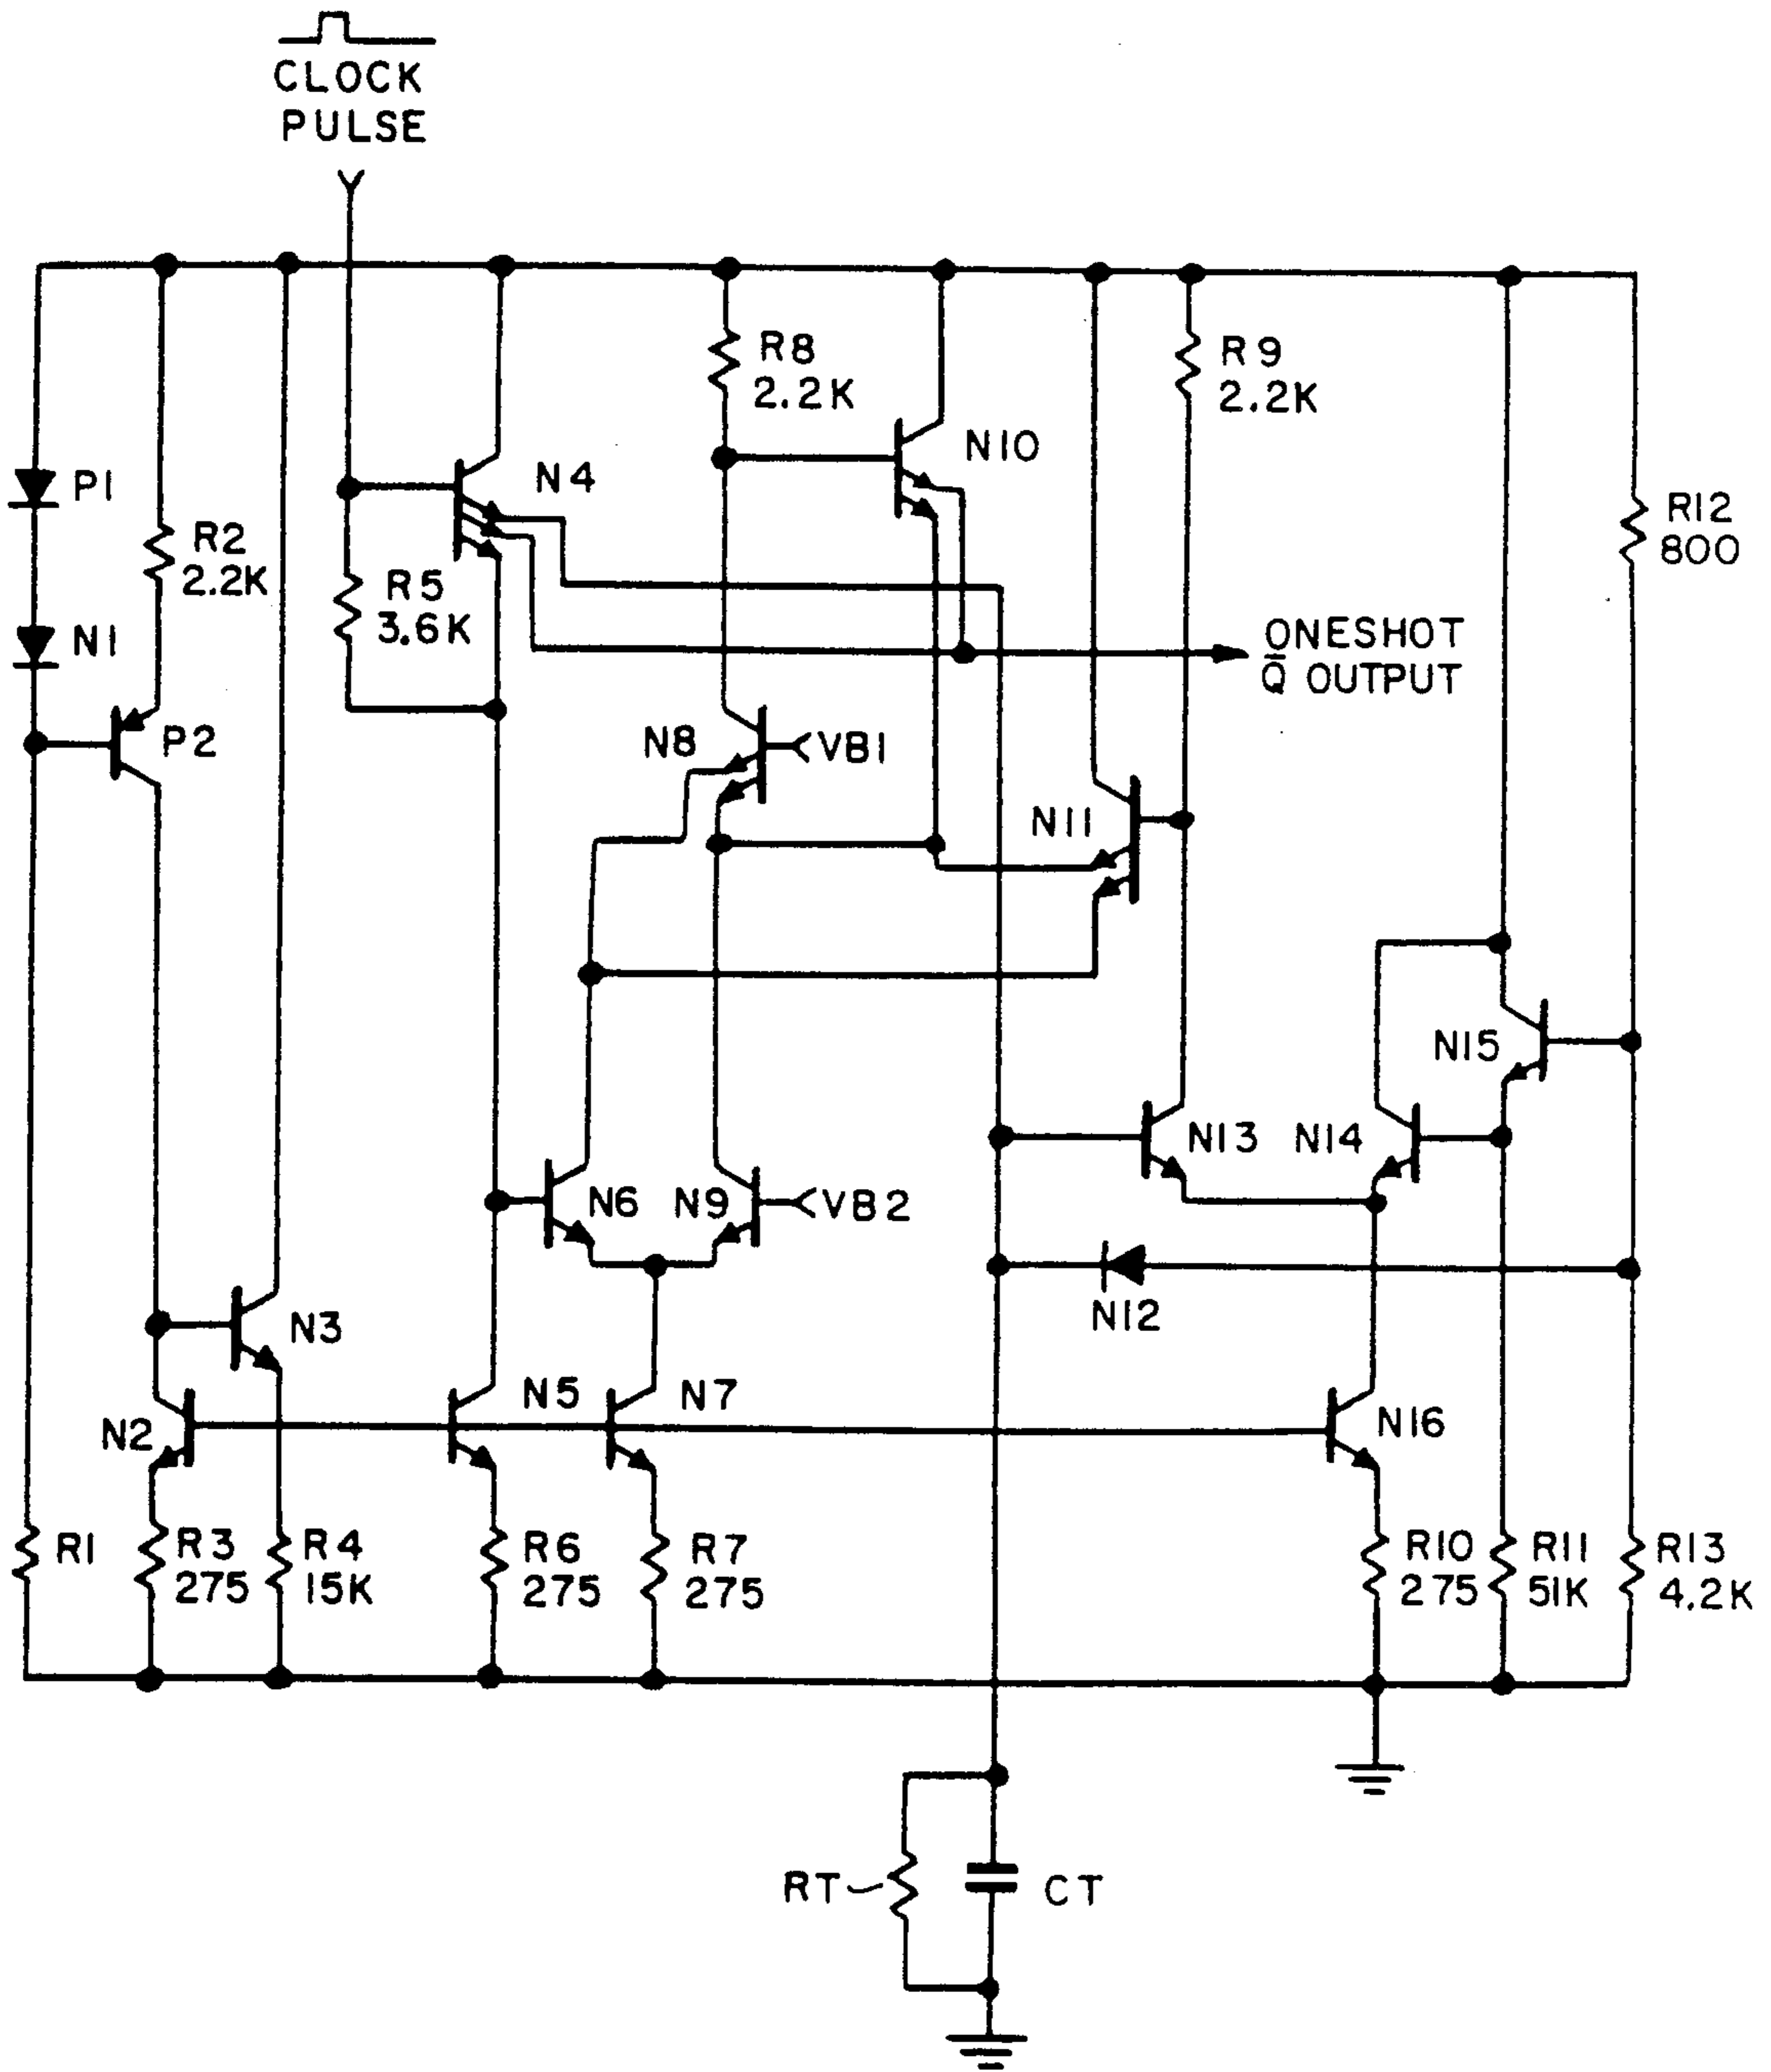 CLOCK
PULSE
P1
N1
R2
2.2K
P2
N4
R5
3.6K
R8
2.2K
N10
R9
2.2K
R12
800
ONESHOT
Q̅ OUTPUT
N8
VB1
N11
N15
N13
N14
N6
N9
VB2
N12
N3
N2
N5
N7
N16
R1
R3
275
R4
15K
R6
275
R7
275
R10
275
R11
51K
R13
4.2K
RT
CT